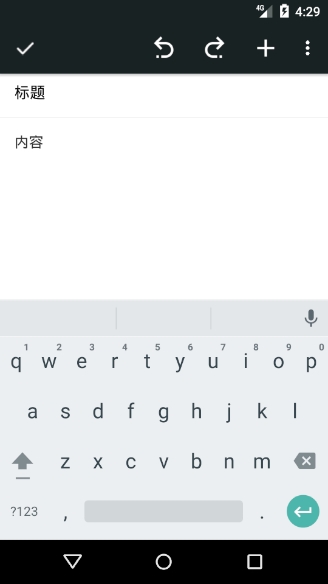 4G 4:29
标题
内容
1 2 3 4 5 6 7 8 9 0
q w e r t y u i o p
a s d f g h j k l
z x c v b n m
?123 , .